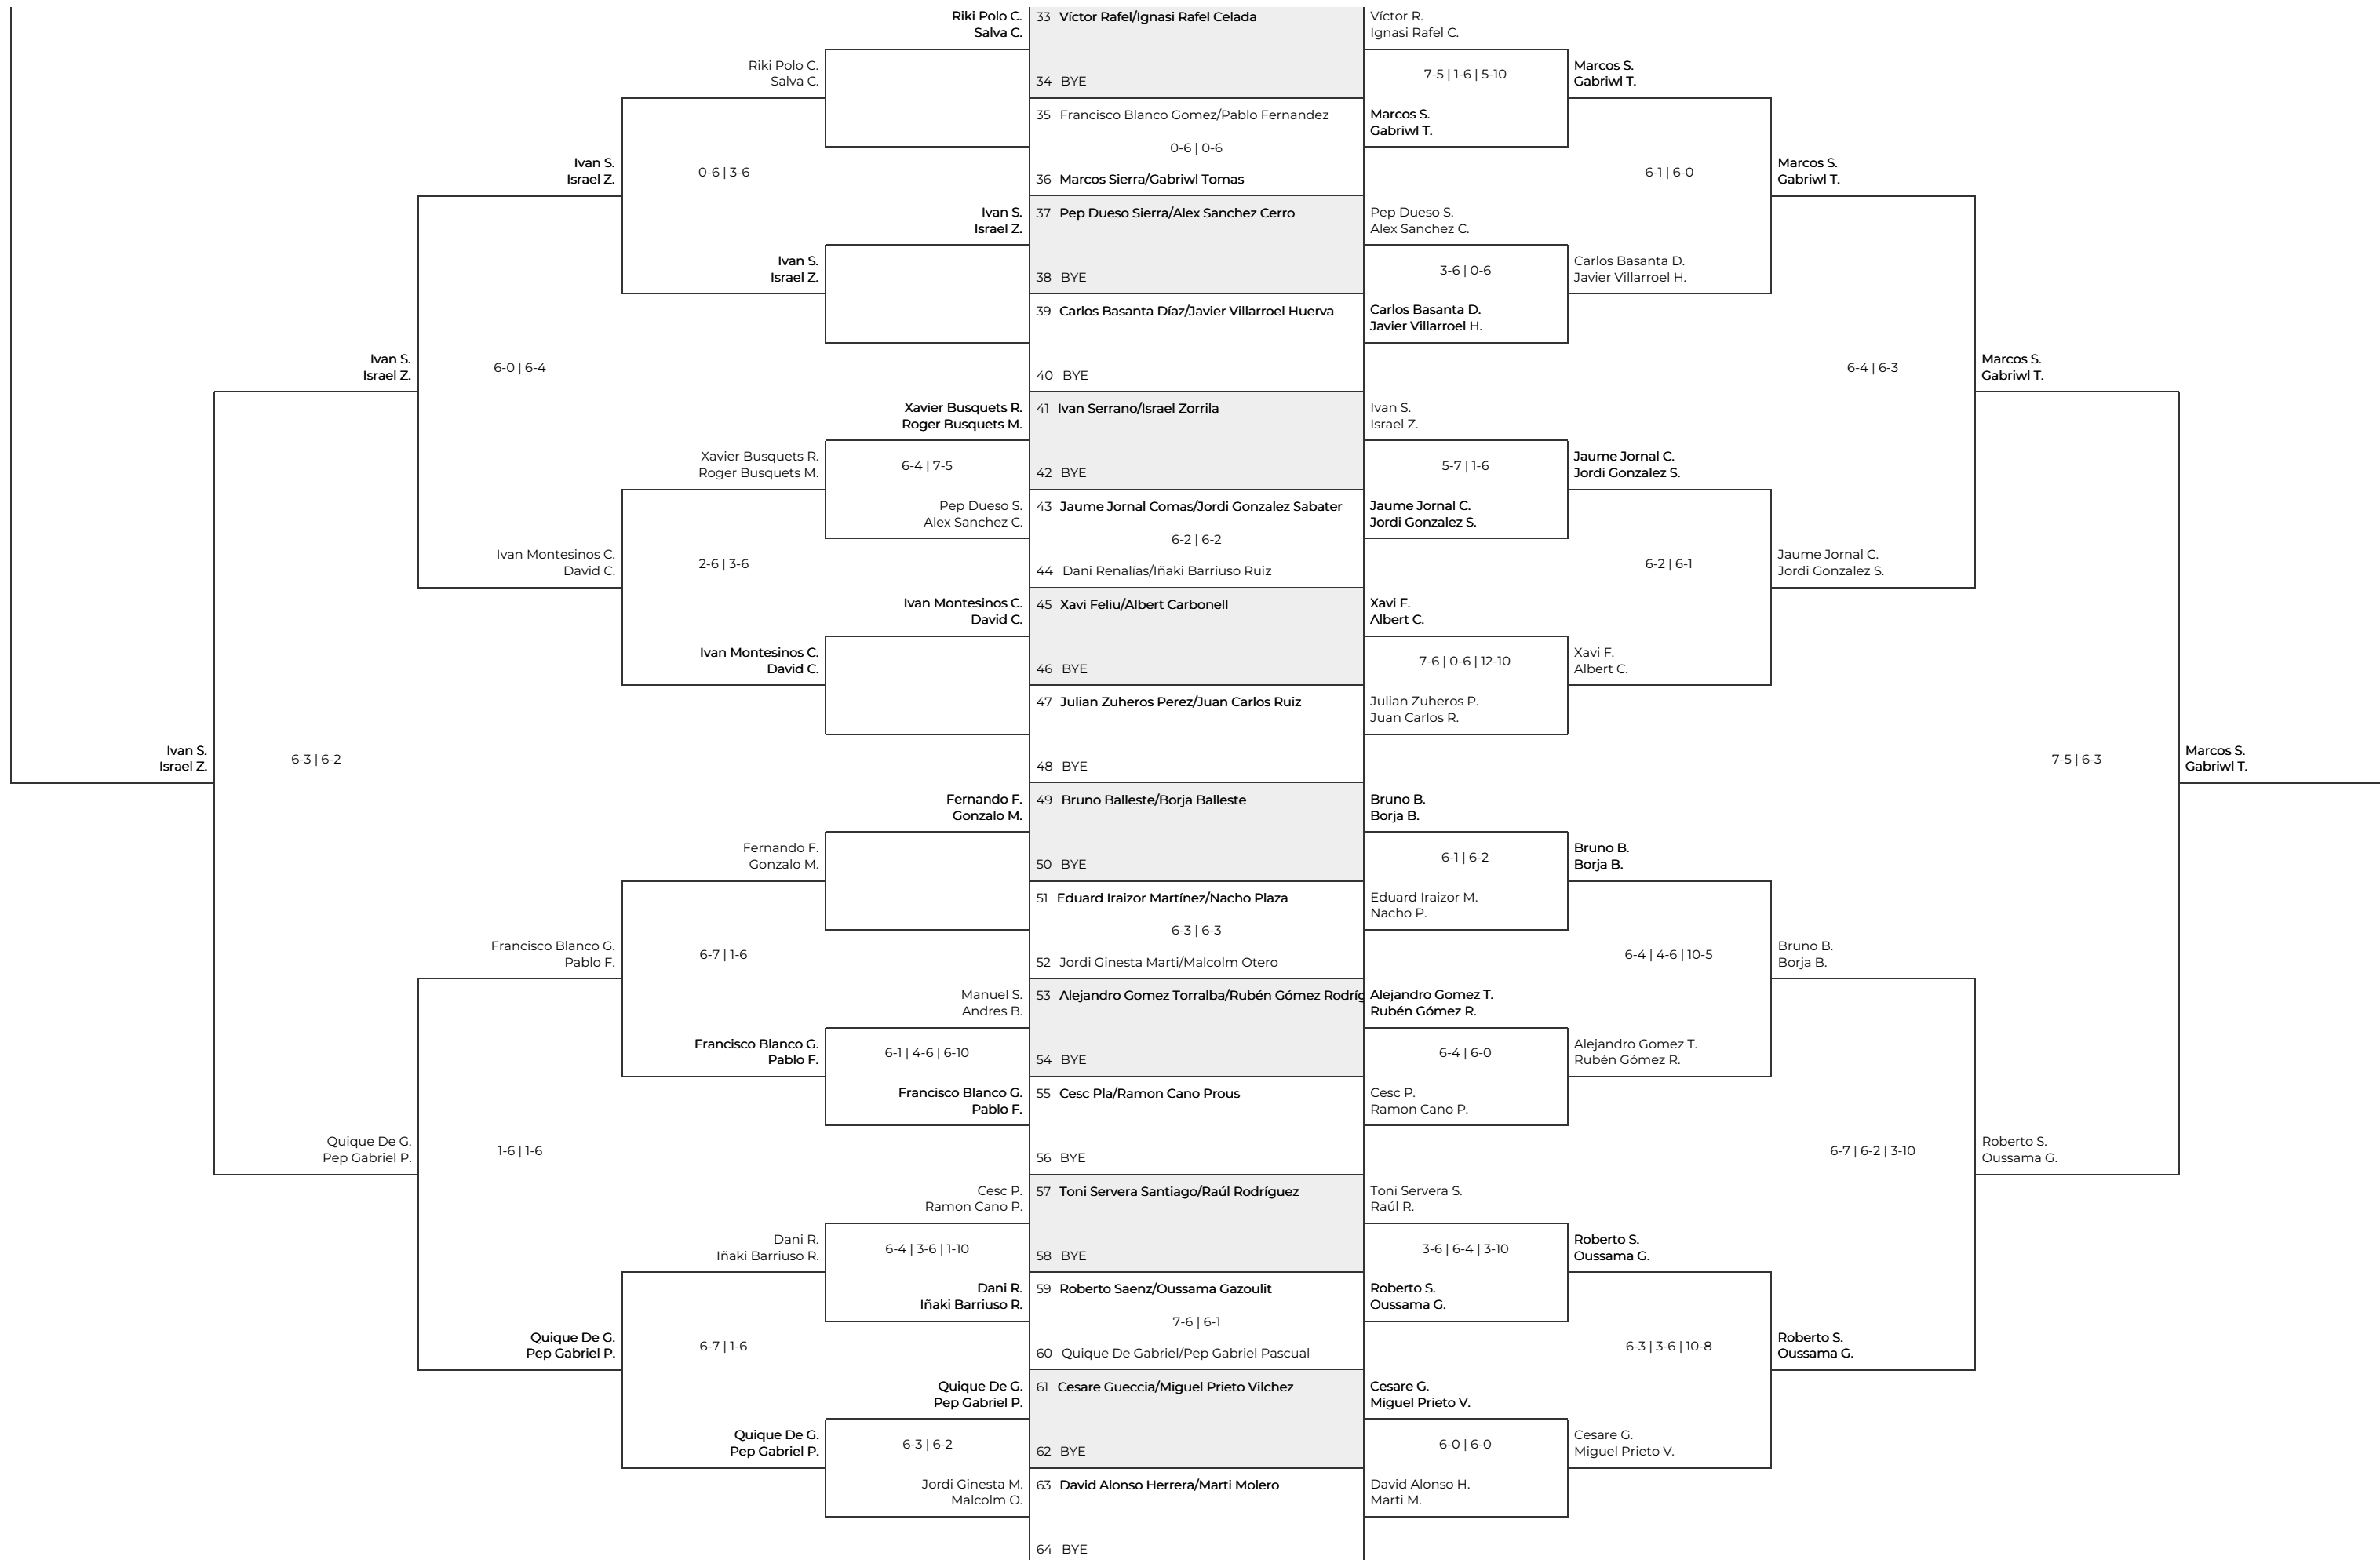 Riki Polo C.
Salva C.
33 Víctor Rafel/Ignasi Rafel Celada
Víctor R.
Ignasi Rafel C.
Riki Polo C.
Salva C.
34 BYE
7-5 | 1-6 | 5-10
Marcos S.
Gabriwl T.
35 Francisco Blanco Gomez/Pablo Fernandez
Marcos S.
Gabriwl T.
0-6 | 0-6
Ivan S.
Israel Z.
0-6 | 3-6
36 Marcos Sierra/Gabriwl Tomas
6-1 | 6-0
Marcos S.
Gabriwl T.
Ivan S.
Israel Z.
37 Pep Dueso Sierra/Alex Sanchez Cerro
Pep Dueso S.
Alex Sanchez C.
Ivan S.
Israel Z.
38 BYE
3-6 | 0-6
Carlos Basanta D.
Javier Villarroel H.
39 Carlos Basanta Díaz/Javier Villarroel Huerva
Carlos Basanta D.
Javier Villarroel H.
Ivan S.
Israel Z.
6-0 | 6-4
40 BYE
6-4 | 6-3
Marcos S.
Gabriwl T.
Xavier Busquets R.
Roger Busquets M.
41 Ivan Serrano/Israel Zorrila
Ivan S.
Israel Z.
Xavier Busquets R.
Roger Busquets M.
6-4 | 7-5
42 BYE
5-7 | 1-6
Jaume Jornal C.
Jordi Gonzalez S.
Pep Dueso S.
Alex Sanchez C.
43 Jaume Jornal Comas/Jordi Gonzalez Sabater
Jaume Jornal C.
Jordi Gonzalez S.
6-2 | 6-2
Ivan Montesinos C.
David C.
2-6 | 3-6
44 Dani Renalías/Iñaki Barriuso Ruiz
6-2 | 6-1
Jaume Jornal C.
Jordi Gonzalez S.
Ivan Montesinos C.
David C.
45 Xavi Feliu/Albert Carbonell
Xavi F.
Albert C.
Ivan Montesinos C.
David C.
46 BYE
7-6 | 0-6 | 12-10
Xavi F.
Albert C.
47 Julian Zuheros Perez/Juan Carlos Ruiz
Julian Zuheros P.
Juan Carlos R.
Ivan S.
Israel Z.
6-3 | 6-2
48 BYE
7-5 | 6-3
Marcos S.
Gabriwl T.
Fernando F.
Gonzalo M.
49 Bruno Balleste/Borja Balleste
Bruno B.
Borja B.
Fernando F.
Gonzalo M.
50 BYE
6-1 | 6-2
Bruno B.
Borja B.
51 Eduard Iraizor Martínez/Nacho Plaza
Eduard Iraizor M.
Nacho P.
6-3 | 6-3
Francisco Blanco G.
Pablo F.
6-7 | 1-6
52 Jordi Ginesta Marti/Malcolm Otero
6-4 | 4-6 | 10-5
Bruno B.
Borja B.
Manuel S.
Andres B.
53 Alejandro Gomez Torralba/Rubén Gómez Rodríg
Alejandro Gomez T.
Rubén Gómez R.
Francisco Blanco G.
Pablo F.
6-1 | 4-6 | 6-10
54 BYE
6-4 | 6-0
Alejandro Gomez T.
Rubén Gómez R.
Francisco Blanco G.
Pablo F.
55 Cesc Pla/Ramon Cano Prous
Cesc P.
Ramon Cano P.
Quique De G.
Pep Gabriel P.
1-6 | 1-6
56 BYE
6-7 | 6-2 | 3-10
Roberto S.
Oussama G.
Cesc P.
Ramon Cano P.
57 Toni Servera Santiago/Raúl Rodríguez
Toni Servera S.
Raúl R.
Dani R.
Iñaki Barriuso R.
6-4 | 3-6 | 1-10
58 BYE
3-6 | 6-4 | 3-10
Roberto S.
Oussama G.
Dani R.
Iñaki Barriuso R.
59 Roberto Saenz/Oussama Gazoulit
Roberto S.
Oussama G.
7-6 | 6-1
Quique De G.
Pep Gabriel P.
6-7 | 1-6
60 Quique De Gabriel/Pep Gabriel Pascual
6-3 | 3-6 | 10-8
Roberto S.
Oussama G.
Quique De G.
Pep Gabriel P.
61 Cesare Gueccia/Miguel Prieto Vilchez
Cesare G.
Miguel Prieto V.
Quique De G.
Pep Gabriel P.
6-3 | 6-2
62 BYE
6-0 | 6-0
Cesare G.
Miguel Prieto V.
Jordi Ginesta M.
Malcolm O.
63 David Alonso Herrera/Marti Molero
David Alonso H.
Marti M.
64 BYE